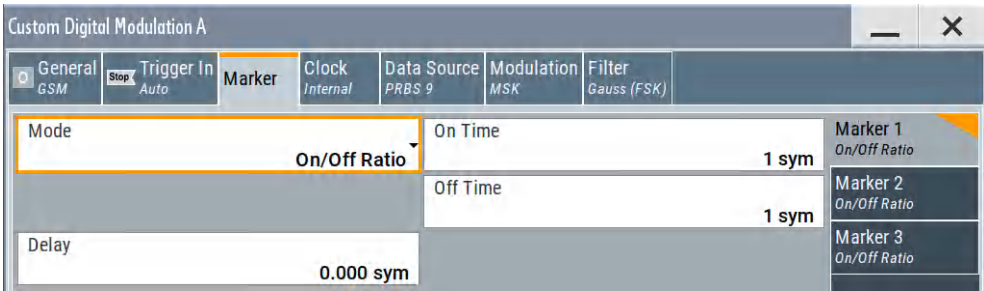 Custom Digital Modulation A
General
GSM
Stop
Trigger In
Auto
Marker
Clock
Internal
Data Source
PRBS 9
Modulation
MSK
Filter
Gauss (FSK)
Mode
On/Off Ratio
On Time
1 sym
Off Time
1 sym
Delay
0.000 sym
Marker 1
On/Off Ratio
Marker 2
On/Off Ratio
Marker 3
On/Off Ratio